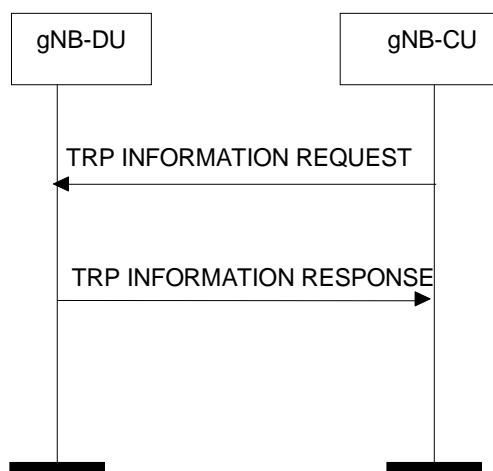 gNB-DU
gNB-CU
TRP INFORMATION REQUEST
TRP INFORMATION RESPONSE